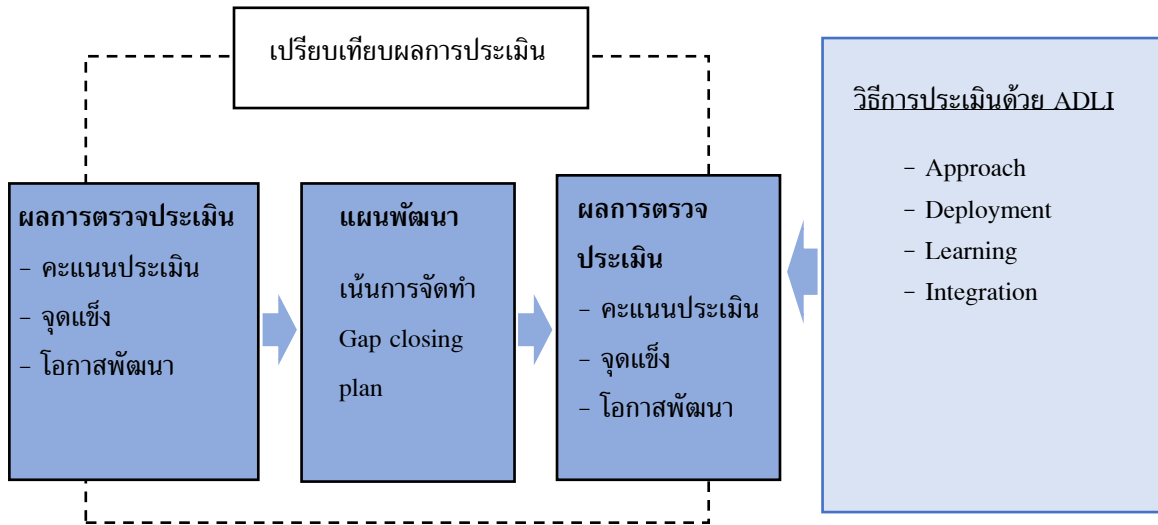 เปรียบเทียบผลการประเมิน
ผลการตรวจประเมิน
- คะแนนประเมิน
- จุดแข็ง
- โอกาสพัฒนา
แผนพัฒนา
เน้นการจัดทำ
Gap closing
plan
ผลการตรวจ
ประเมิน
- คะแนนประเมิน
- จุดแข็ง
- โอกาสพัฒนา
วิธีการประเมินด้วย ADLI
- Approach
- Deployment
- Learning
- Integration